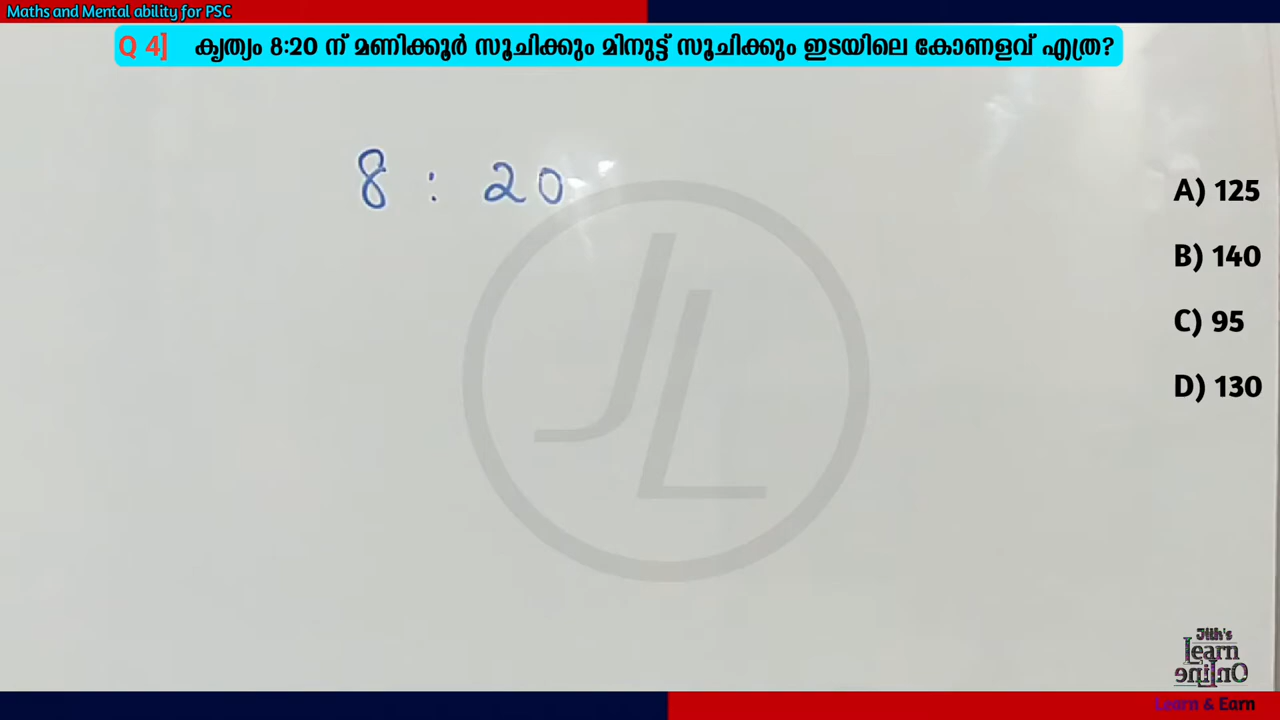 Maths and Mental ability for PSC
Q 4] കൃത്യം 8:20 ന് മണിക്കൂർ സൂചിക്കും മിനുട്ട് സൂചിക്കും ഇടയിലെ കോണളവ് എത്ര?
8 : 20
A) 125
B) 140
C) 95
D) 130
JL
Jith's
Learn
OnLine
Learn & Earn